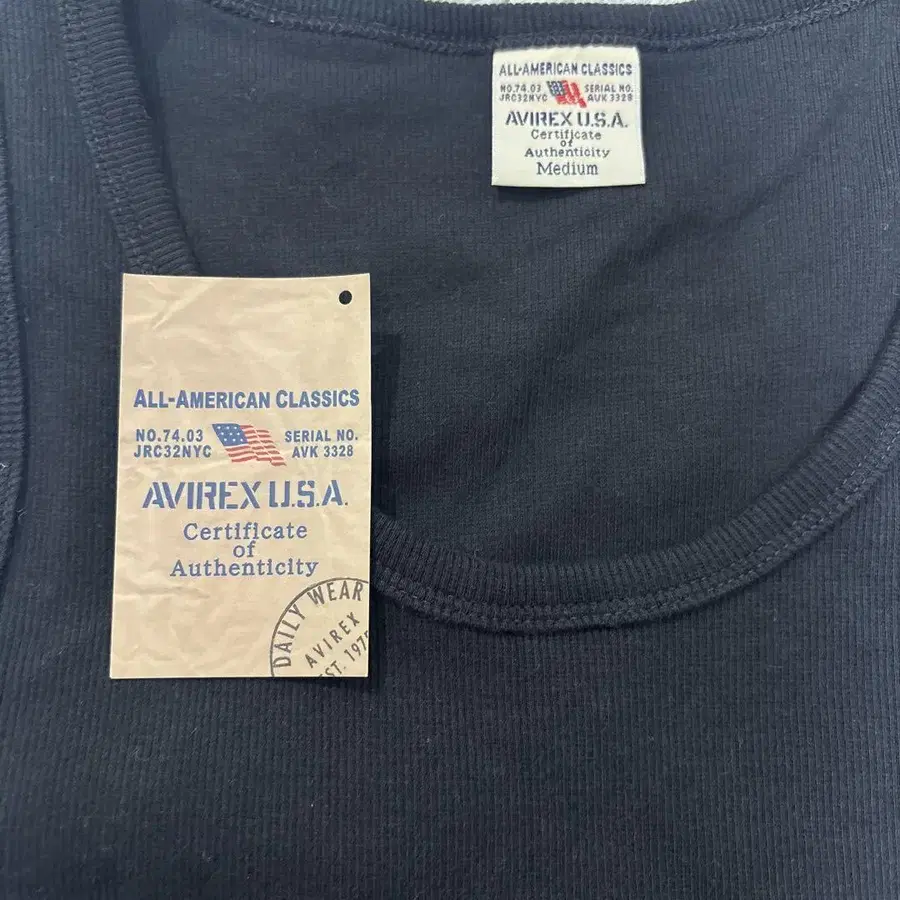 ALL-AMERICAN CLASSICS
NO.74.03 SERIAL NO.
JRC32NYC AVK 3328
AVIREX U.S.A.
Certificate
of
Authenticity
Medium
ALL-AMERICAN CLASSICS
NO.74.03 SERIAL NO.
JRC32NYC AVK 3328
AVIREX U.S.A.
Certificate
of
Authenticity
DAILY WEAR
AVIREX